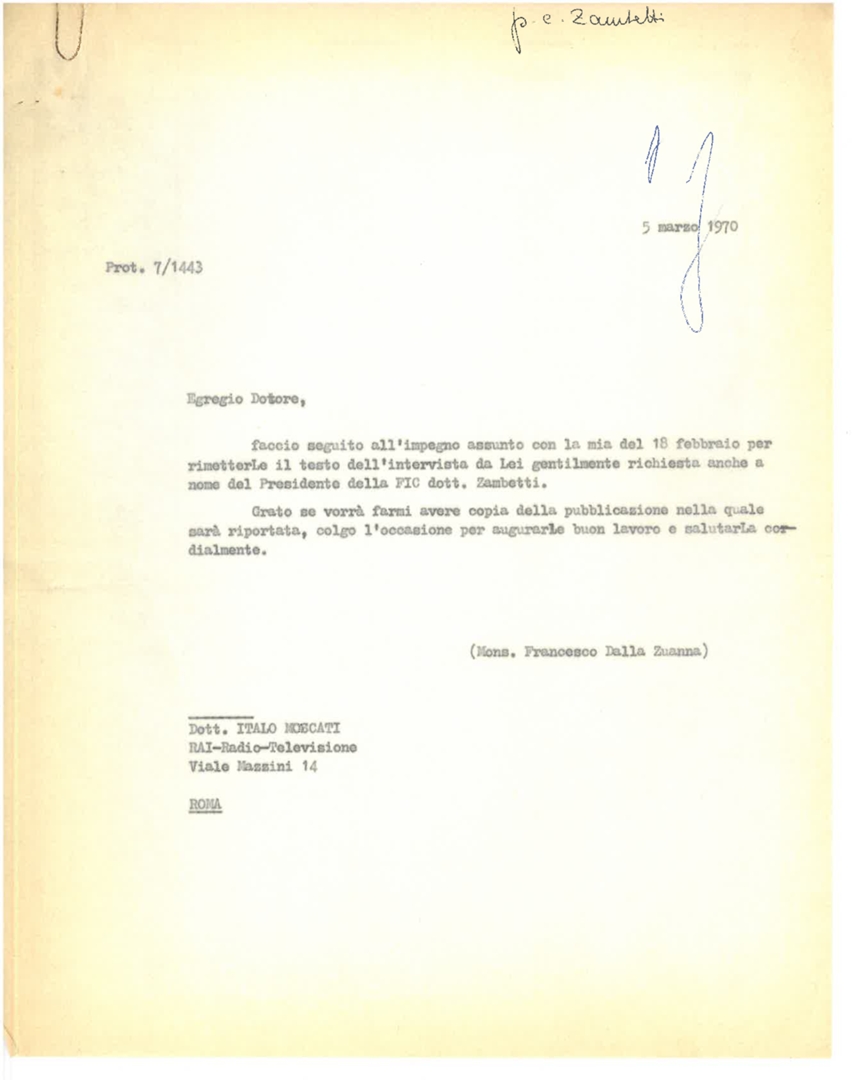 p. c. Zambetti
5 marzo 1970
Prot. 7/1443
Egregio Dotore,
faccio seguito all'impegno assunto con la mia del 18 febbraio per
rimetterLe il testo dell'intervista da Lei gentilmente richiesta anche a
nome del Presidente della FIC dott. Zambetti.
Grato se vorrà farmi avere copia della pubblicazione nella quale
sarà riportata, colgo l'occasione per augurarLe buon lavoro e salutarLa cor-
dialmente.
(Mons. Francesco Dalla Zuanna)
Dott. ITALO MOSCATI
RAI-Radio-Televisione
Viale Mazzini 14
ROMA